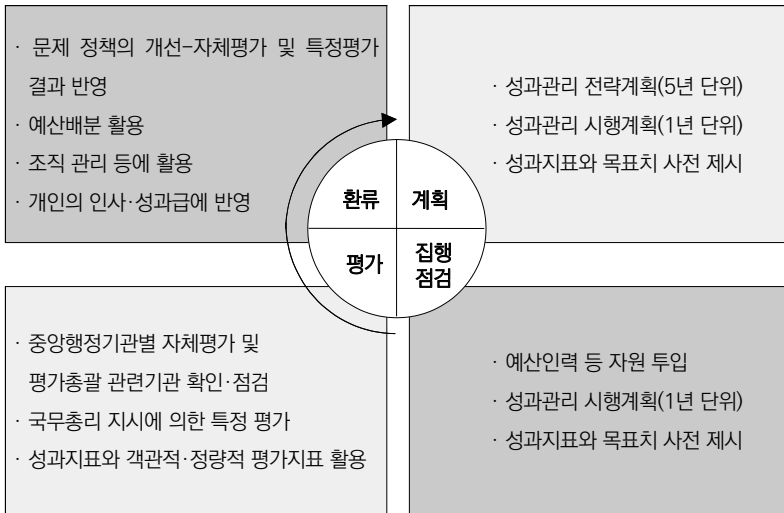 · 문제 정책의 개선-자체평가 및 특정평가
결과 반영
· 예산배분 활용
· 조직 관리 등에 활용
· 개인의 인사·성과급에 반영
· 성과관리 전략계획(5년 단위)
· 성과관리 시행계획(1년 단위)
· 성과지표와 목표치 사전 제시
환류
계획
평가
집행
점검
· 중앙행정기관별 자체평가 및
평가총괄 관련기관 확인·점검
· 국무총리 지시에 의한 특정 평가
· 성과지표와 객관적·정량적 평가지표 활용
· 예산인력 등 자원 투입
· 성과관리 시행계획(1년 단위)
· 성과지표와 목표치 사전 제시